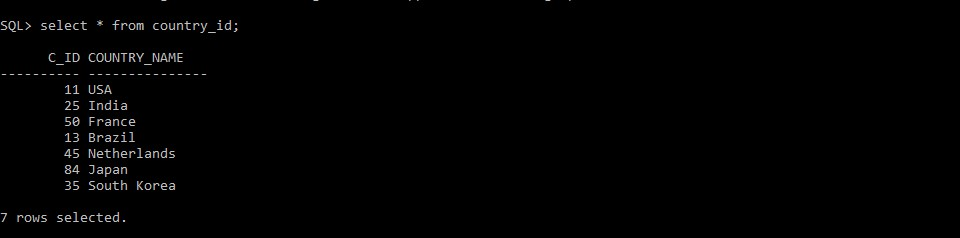 SQL> select * from country_id;
C_ID COUNTRY_NAME
---------- ---------------
11 USA
25 India
50 France
13 Brazil
45 Netherlands
84 Japan
35 South Korea
7 rows selected.